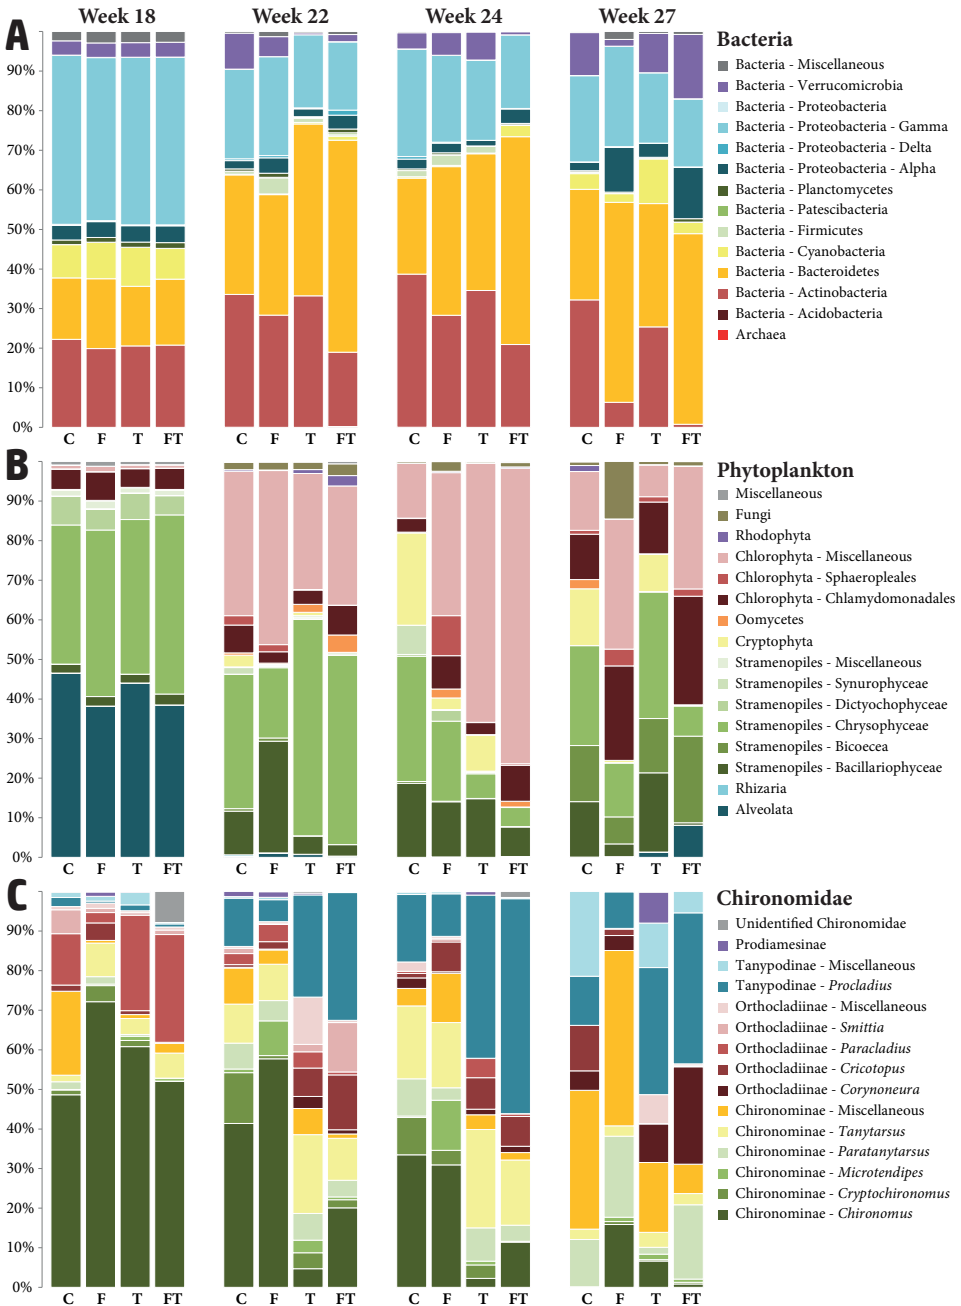 Week 18 Week 22 Week 24 Week 27
A
Bacteria
90%
80%
70%
60%
50%
40%
30%
20%
10%
0%
C F T FT C F T FT C F T FT C F T FT
Bacteria - Miscellaneous
Bacteria - Verrucomicrobia
Bacteria - Proteobacteria
Bacteria - Proteobacteria - Gamma
Bacteria - Proteobacteria - Delta
Bacteria - Proteobacteria - Alpha
Bacteria - Planctomycetes
Bacteria - Patescibacteria
Bacteria - Firmicutes
Bacteria - Cyanobacteria
Bacteria - Bacteroidetes
Bacteria - Actinobacteria
Bacteria - Acidobacteria
Archaea
B
Phytoplankton
90%
80%
70%
60%
50%
40%
30%
20%
10%
0%
C F T FT C F T FT C F T FT C F T FT
Miscellaneous
Fungi
Rhodophyta
Chlorophyta - Miscellaneous
Chlorophyta - Sphaeropleales
Chlorophyta - Chlamydomonadales
Oomycetes
Cryptophyta
Stramenopiles - Miscellaneous
Stramenopiles - Synurophyceae
Stramenopiles - Dictyochophyceae
Stramenopiles - Chrysophyceae
Stramenopiles - Bicoecea
Stramenopiles - Bacillariophyceae
Rhizaria
Alveolata
C
Chironomidae
90%
80%
70%
60%
50%
40%
30%
20%
10%
0%
C F T FT C F T FT C F T FT C F T FT
Unidentified Chironomidae
Prodiamesinae
Tanypodinae - Miscellaneous
Tanypodinae - Procladius
Orthocladiinae - Miscellaneous
Orthocladiinae - Smittia
Orthocladiinae - Paracladius
Orthocladiinae - Cricotopus
Orthocladiinae - Corynoneura
Chironominae - Miscellaneous
Chironominae - Tanytarsus
Chironominae - Paratanytarsus
Chironominae - Microtendipes
Chironominae - Cryptochironomus
Chironominae - Chironomus